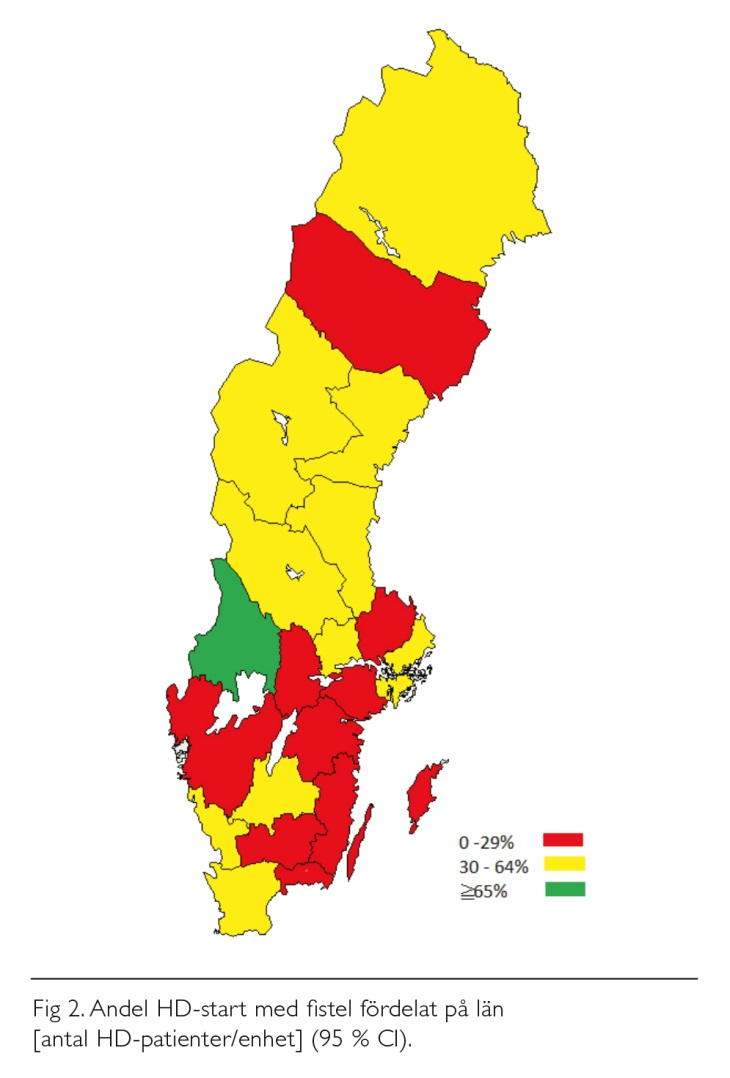 0 -29%
30 - 64%
≧65%
Fig 2. Andel HD-start med fistel fördelat på län
[antal HD-patienter/enhet] (95 % CI).